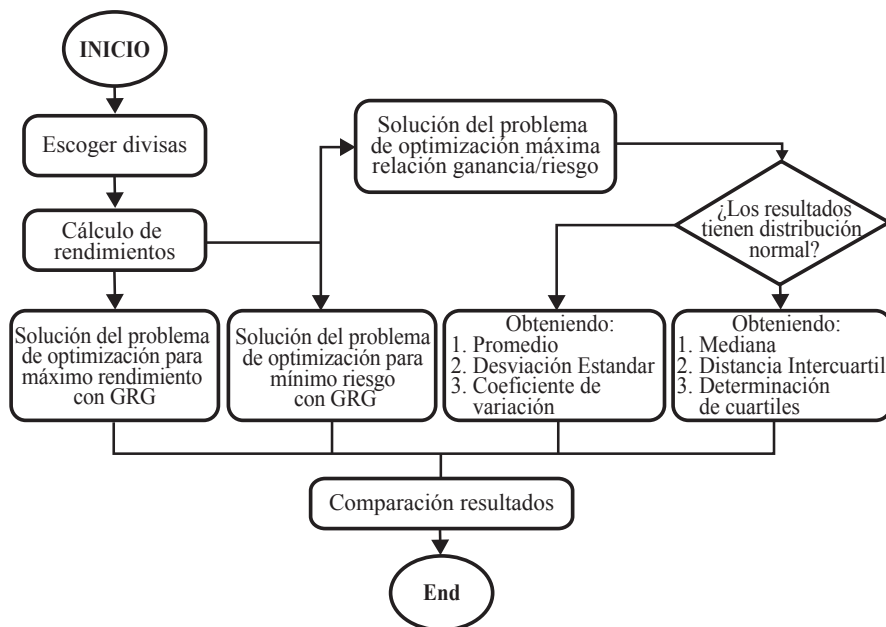 INICIO
Escoger divisas
Cálculo de
rendimientos
Solución del problema
de optimización máxima
relación ganancia/riesgo
¿Los resultados
tienen distribución
normal?
Solución del problema
de optimización para
máximo rendimiento
con GRG
Solución del problema
de optimización para
mínimo riesgo
con GRG
Obteniendo:
1. Promedio
2. Desviación Estandar
3. Coeficiente de
variación
Obteniendo:
1. Mediana
2. Distancia Intercuartil
3. Determinación
de cuartiles
Comparación resultados
End